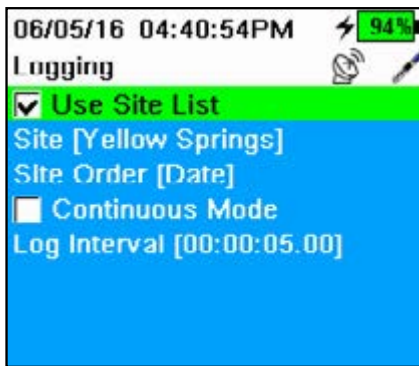 06/05/16 04:40:54PM 94%
Logging
Use Site List
Site [Yellow Springs]
Site Order [Date]
Continuous Mode
Log Interval [00:00:05.00]